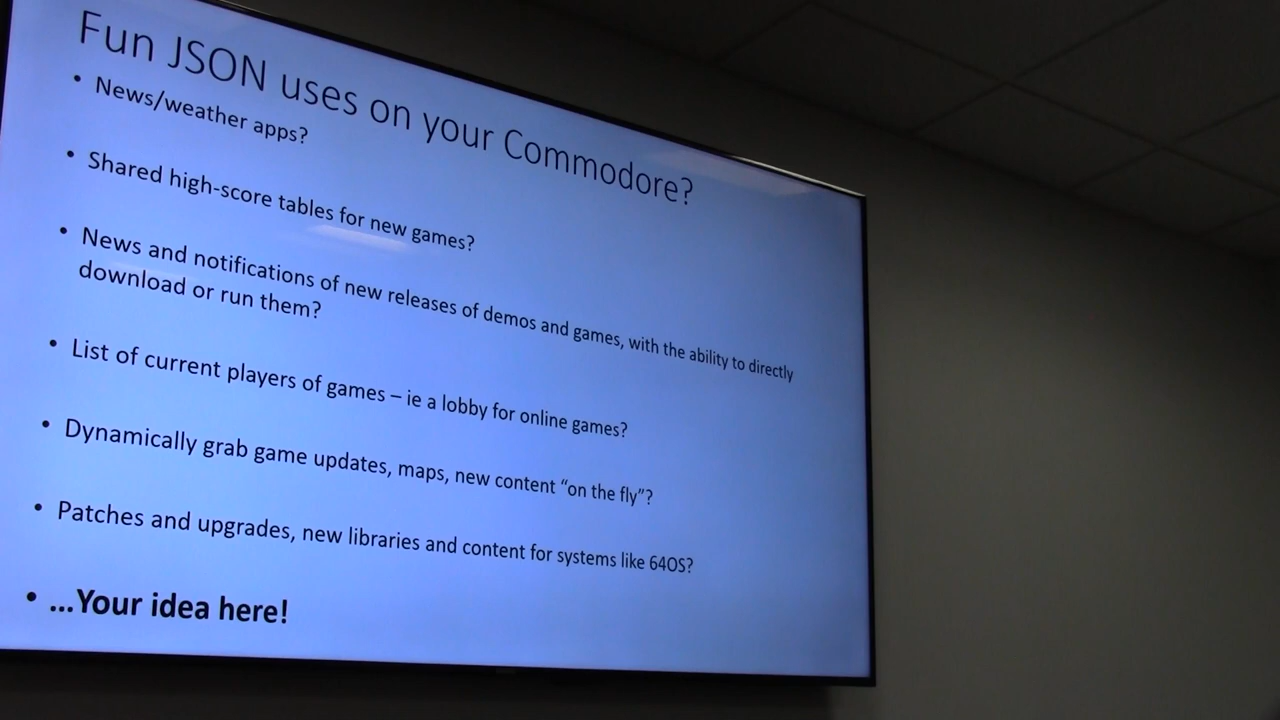 Fun JSON uses on your Commodore?
• News/weather apps?
• Shared high-score tables for new games?
• News and notifications of new releases of demos and games, with the ability to directly
download or run them?
• List of current players of games – ie a lobby for online games?
• Dynamically grab game updates, maps, new content “on the fly”?
• Patches and upgrades, new libraries and content for systems like 64OS?
• ...Your idea here!